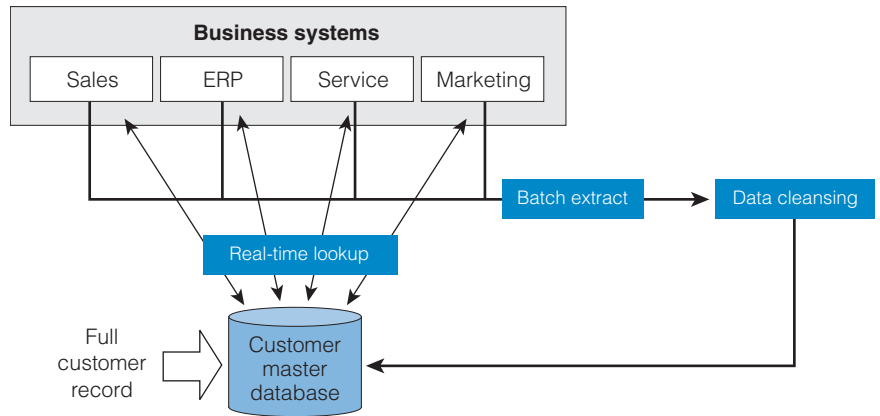 Business systems
Sales
ERP
Service
Marketing
Batch extract
Data cleansing
Real-time lookup
Full
customer
record
Customer
master
database